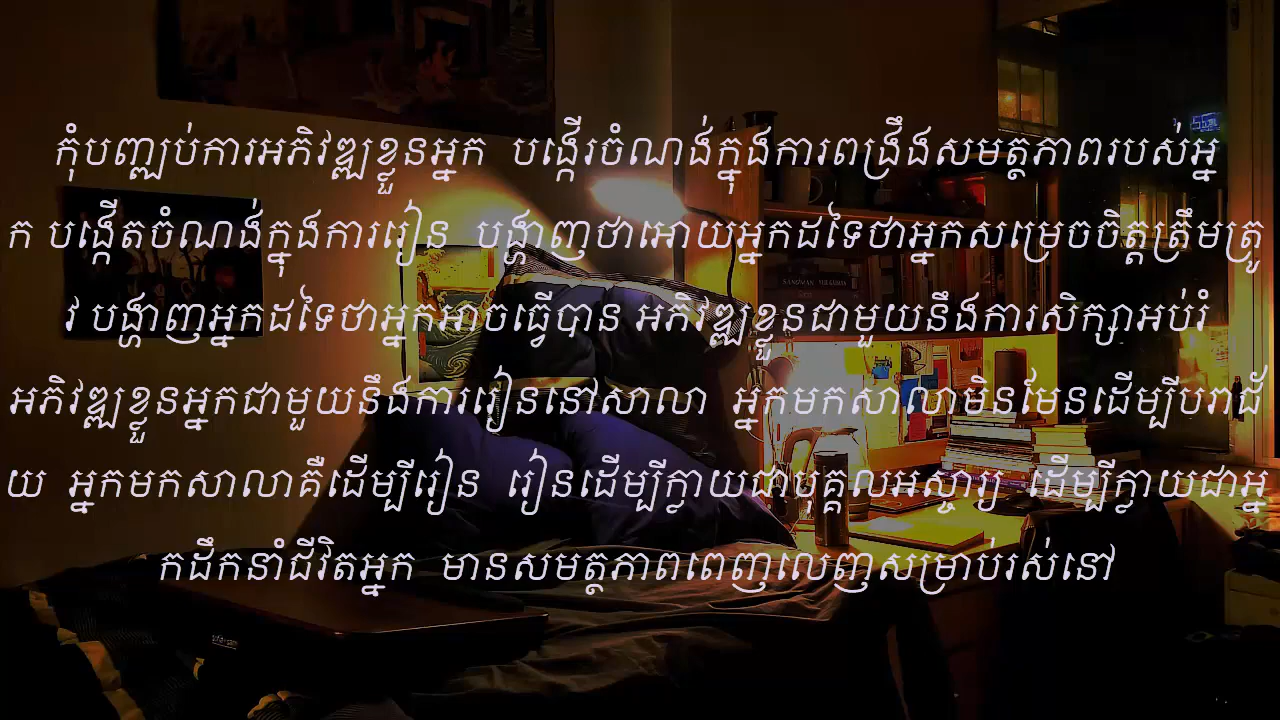 កុំបញ្ឈប់ការអភិវឌ្ឍខ្លួនអ្នក  បង្កើរចំណង់ក្នុងការពង្រឹងសមត្ថភាពរបស់អ្ន
ក បង្កើតចំណង់ក្នុងការរៀន  បង្ហាញថាអោយអ្នកដទៃថាអ្នកសម្រេចចិត្តត្រឹមត្រូ
វ បង្ហាញអ្នកដទៃថាអ្នកអាចធ្វើបាន អភិវឌ្ឍខ្លួនជាមួយនឹងការសិក្សាអប់រំ
អភិវឌ្ឍខ្លួនអ្នកជាមួយនឹងការរៀននៅសាលា  អ្នកមកសាលាមិនមែនដើម្បីបរាជ័
យ  អ្នកមកសាលាគឺដើម្បីរៀន  រៀនដើម្បីក្លាយជាបុគ្គលអស្ចារ្យ  ដើម្បីក្លាយជាអ្ន
កដឹកនាំជីវិតអ្នក  មានសមត្ថភាពពេញលេញសម្រាប់រស់នៅ